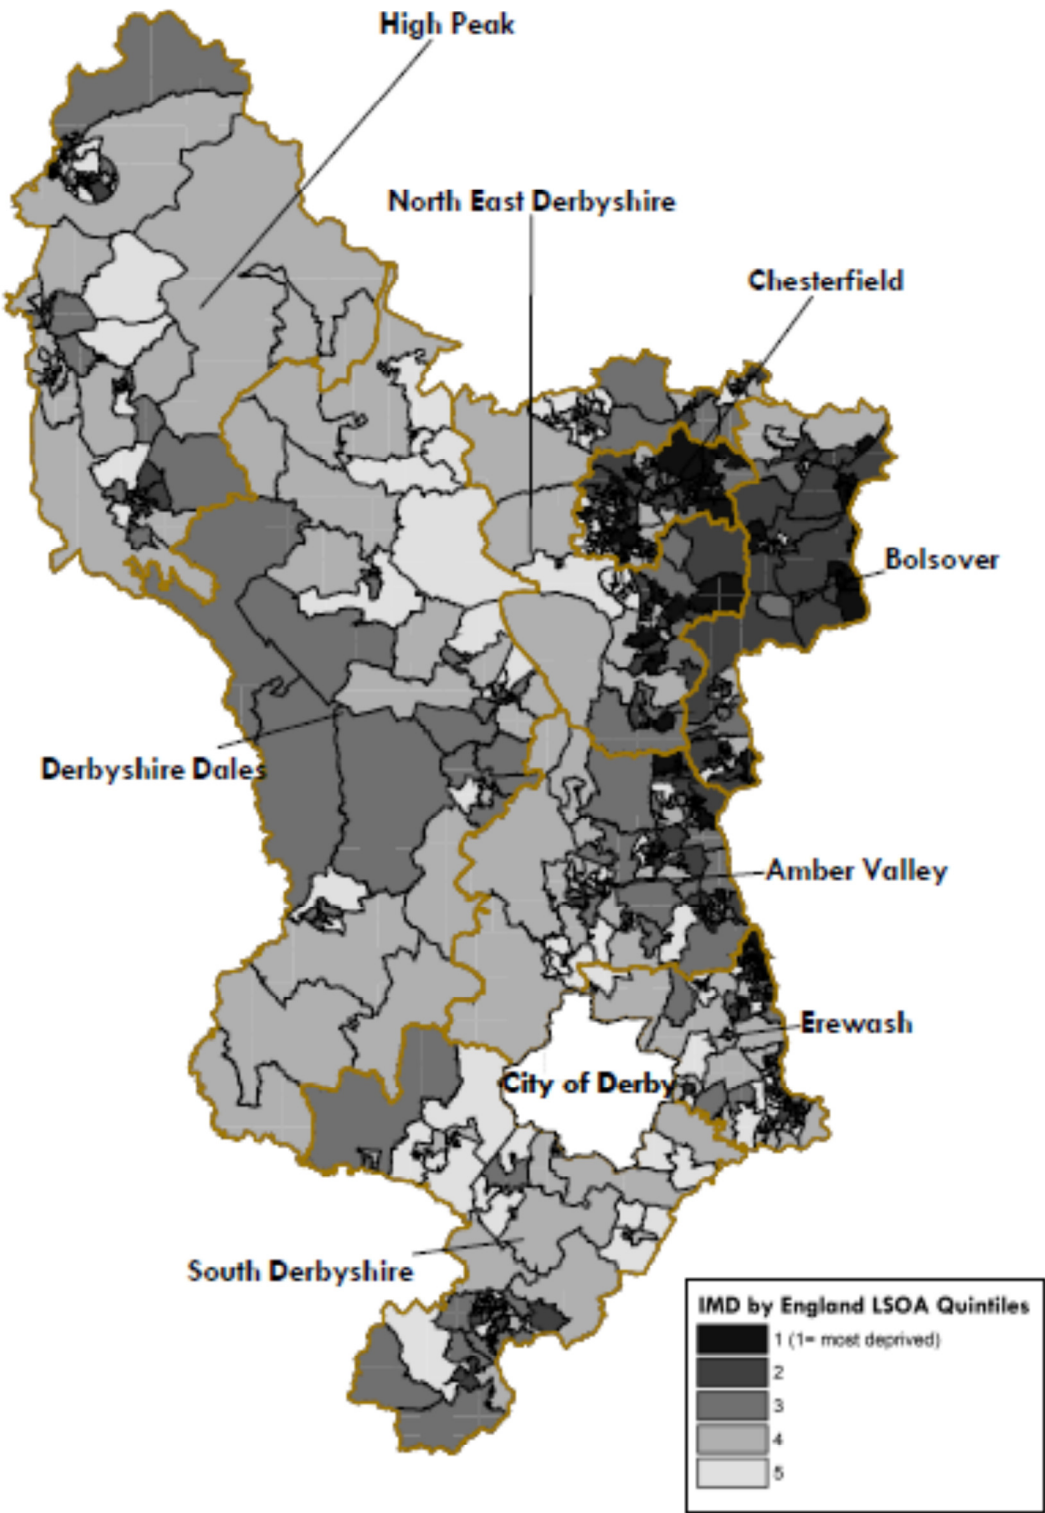 High Peak
North East Derbyshire
Chesterfield
Bolsover
Derbyshire Dales
Amber Valley
Erewash
City of Derby
South Derbyshire
IMD by England LSOA Quintiles
1 (1= most deprived)
2
3
4
5